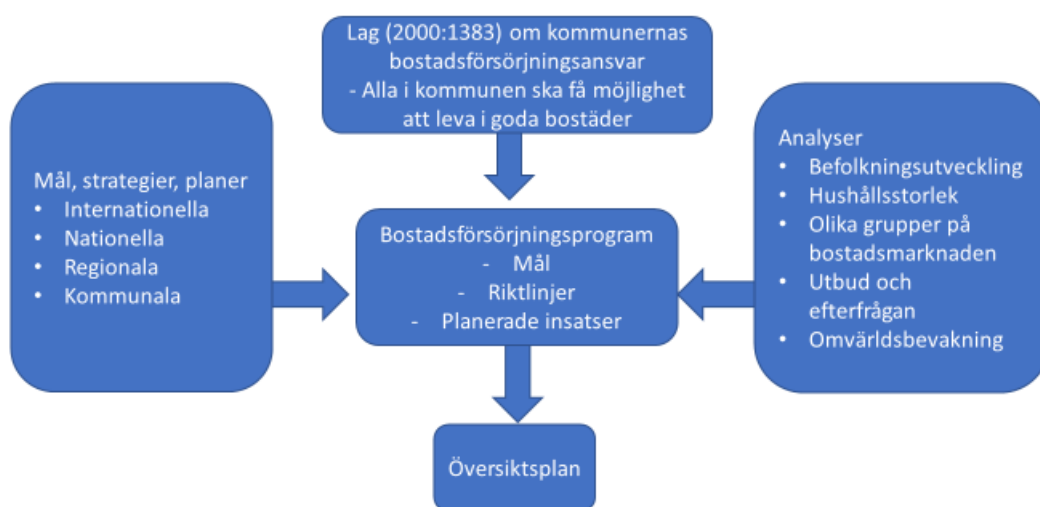 Lag (2000:1383) om kommunernas
bostadsförsörjningsansvar
- Alla i kommunen ska få möjlighet
att leva i goda bostäder
Mål, strategier, planer
• Internationella
• Nationella
• Regionala
• Kommunala
Bostadsförsörjningsprogram
- Mål
- Riktlinjer
- Planerade insatser
Analyser
• Befolkningsutveckling
• Hushållsstorlek
• Olika grupper på
bostadsmarknaden
• Utbud och
efterfrågan
• Omvärldsbevakning
Översiktsplan